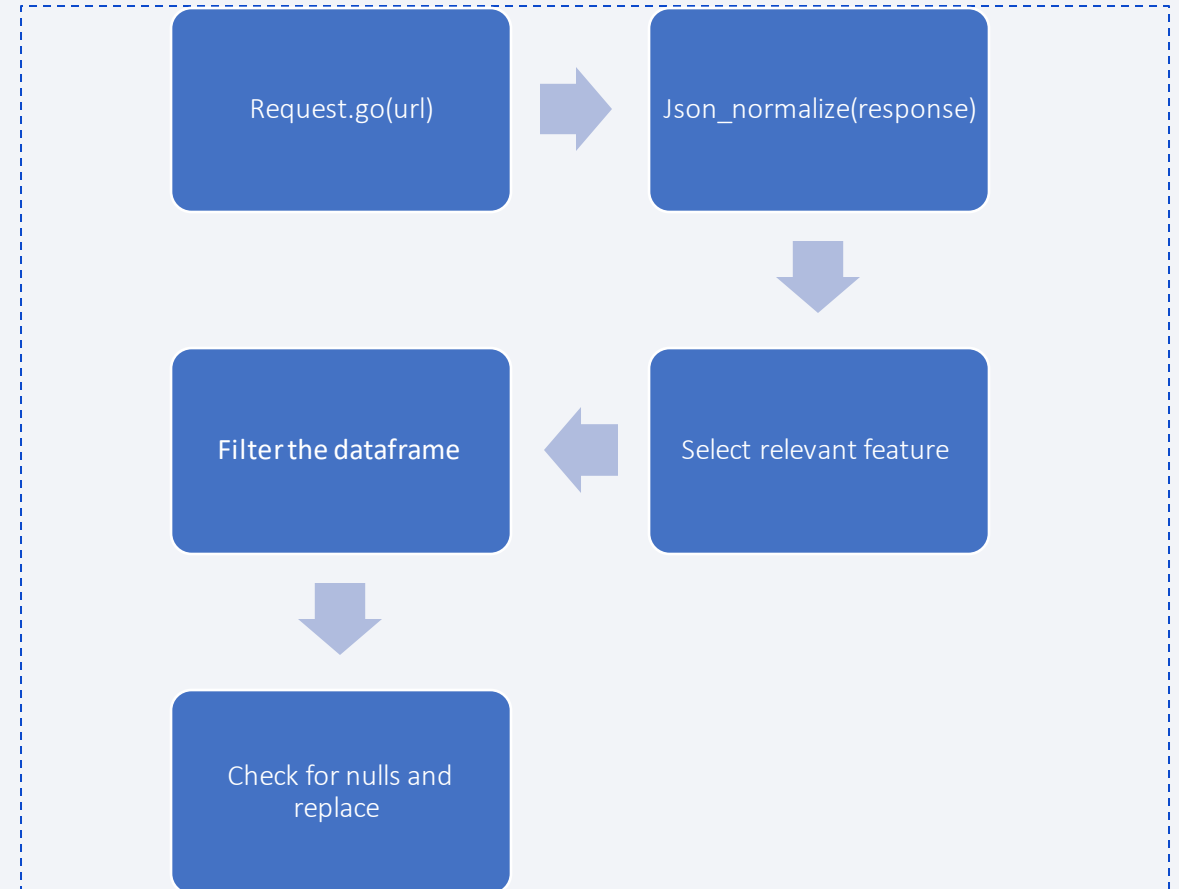 Request.go(url)
Json_normalize(response)
Select relevant feature
Filter the dataframe
Check for nulls and
replace